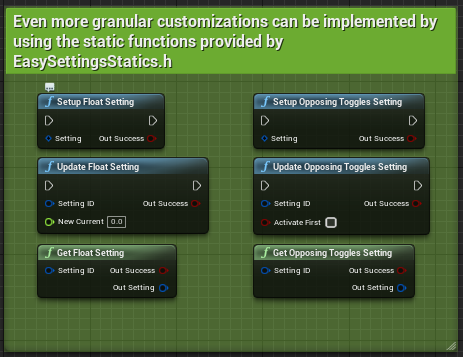 Even more granular customizations can be implemented by
using the static functions provided by
EasySettingsStatics.h
f Setup Float Setting
Setting Out Success
f Update Float Setting
Setting ID Out Success
New Current 0.0
f Get Float Setting
Setting ID Out Success
Out Setting
f Setup Opposing Toggles Setting
Setting Out Success
f Update Opposing Toggles Setting
Setting ID Out Success
Activate First
f Get Opposing Toggles Setting
Setting ID Out Success
Out Setting